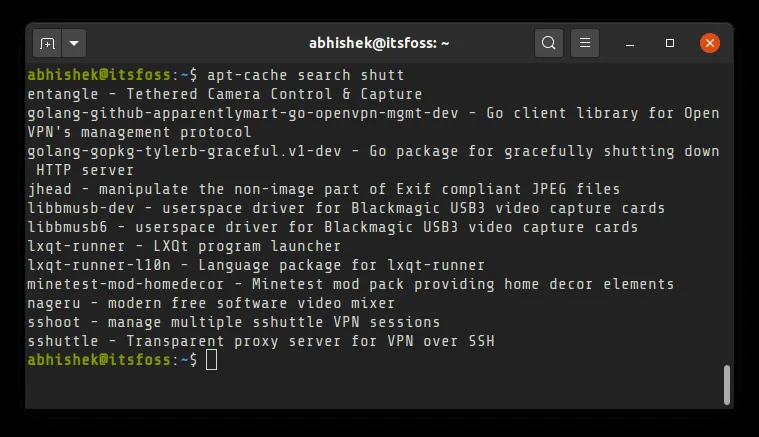 abhishek@itsfoss: ~
abhishek@itsfoss:~$ apt-cache search shutt
entangle - Tethered Camera Control & Capture
golang-github-apparentlymart-go-openvpn-mgmt-dev - Go client library for Open
VPN's management protocol
golang-gopkg-tylerb-graceful.v1-dev - Go package for gracefully shutting down
 HTTP server
jhead - manipulate the non-image part of Exif compliant JPEG files
libbmusb-dev - userspace driver for Blackmagic USB3 video capture cards
libbmusb6 - userspace driver for Blackmagic USB3 video capture cards
lxqt-runner - LXQt program launcher
lxqt-runner-l10n - Language package for lxqt-runner
minetest-mod-homedecor - Minetest mod pack providing home decor elements
nageru - modern free software video mixer
sshoot - manage multiple sshuttle VPN sessions
sshuttle - Transparent proxy server for VPN over SSH
abhishek@itsfoss:~$